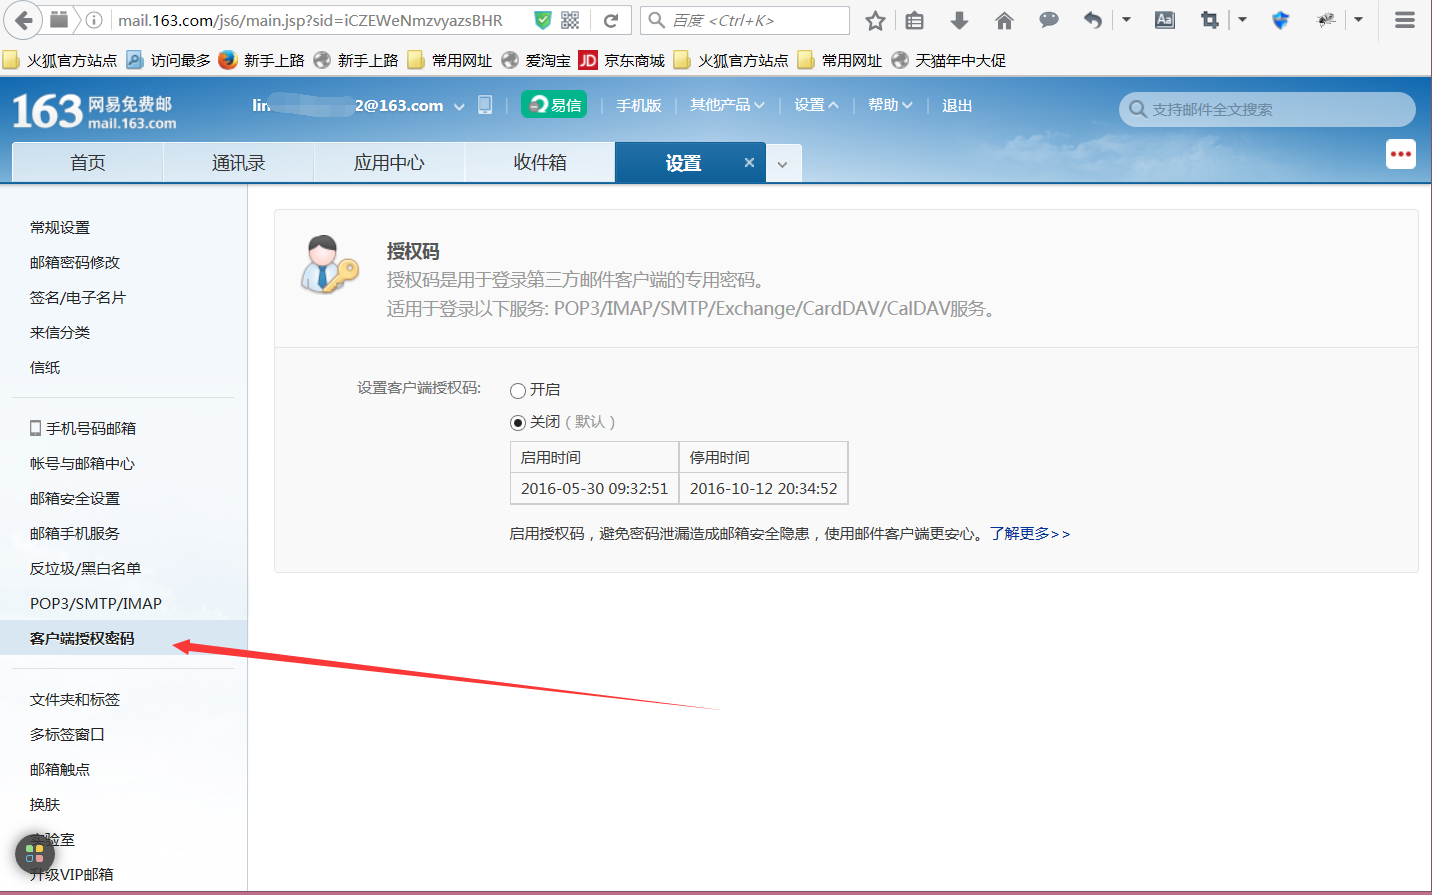 mail.163.com/js6/main.jsp?sid=iCZEWeNmzvyazsBHR
百度 <Ctrl+K>
火狐官方站点 访问最多 新手上路 新手上路 常用网址 爱淘宝 JD 京东商城 火狐官方站点 常用网址 天猫年中大促
163 网易免费邮
mail.163.com
lin 2@163.com 易信 手机版 其他产品 设置 帮助 退出
支持邮件全文搜索
首页 通讯录 应用中心 收件箱 设置
常规设置
邮箱密码修改
签名/电子名片
来信分类
信纸
手机号码邮箱
帐号与邮箱中心
邮箱安全设置
邮箱手机服务
反垃圾/黑白名单
POP3/SMTP/IMAP
客户端授权密码
文件夹和标签
多标签窗口
邮箱触点
换肤
实验室
升级VIP邮箱
授权码
授权码是用于登录第三方邮件客户端的专用密码。
适用于登录以下服务: POP3/IMAP/SMTP/Exchange/CardDAV/CalDAV服务。
设置客户端授权码: 开启
关闭 ( 默认 )
启用时间 停用时间
2016-05-30 09:32:51 2016-10-12 20:34:52
启用授权码，避免密码泄漏造成邮箱安全隐患，使用邮件客户端更安心。了解更多>>